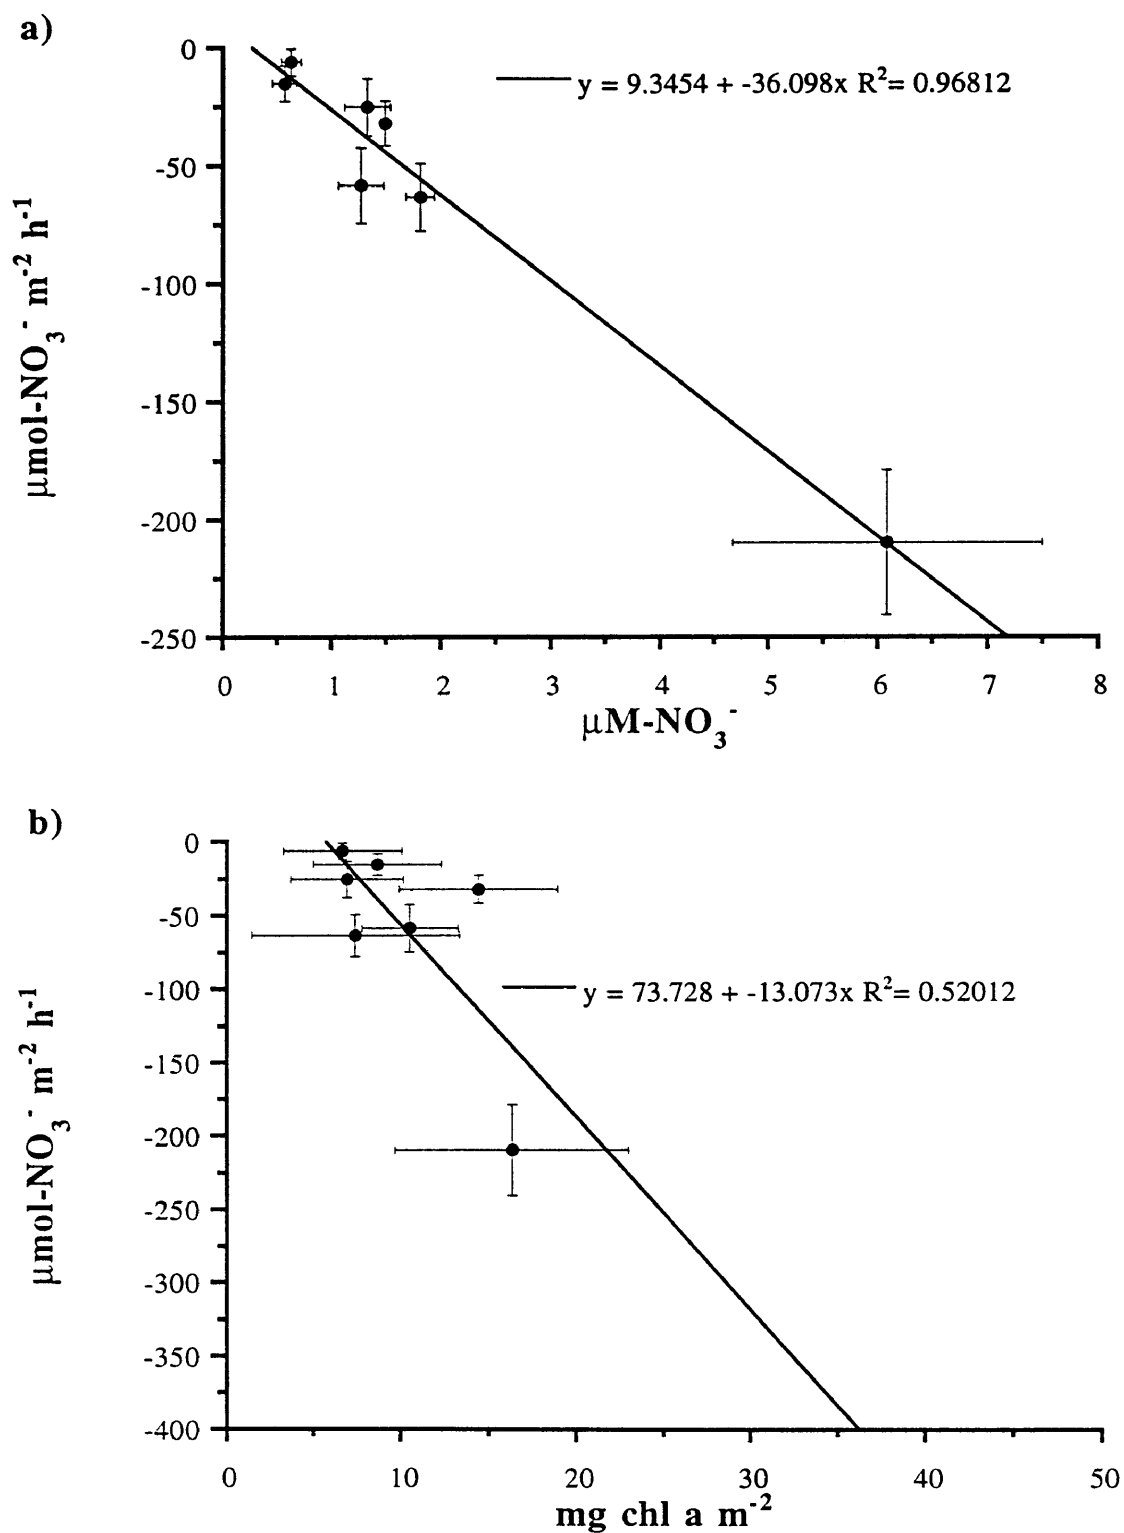 a)
0
y = 9.3454 + -36.098x R²= 0.96812
-50
-100
-150
-200
-250
µmol-NO₃⁻ m⁻² h⁻¹
0 1 2 3 4 5 6 7 8
µM-NO₃⁻
b)
0
-50
-100
y = 73.728 + -13.073x R²= 0.52012
-150
-200
-250
-300
-350
-400
µmol-NO₃⁻ m⁻² h⁻¹
0 10 20 30 40 50
mg chl a m⁻²